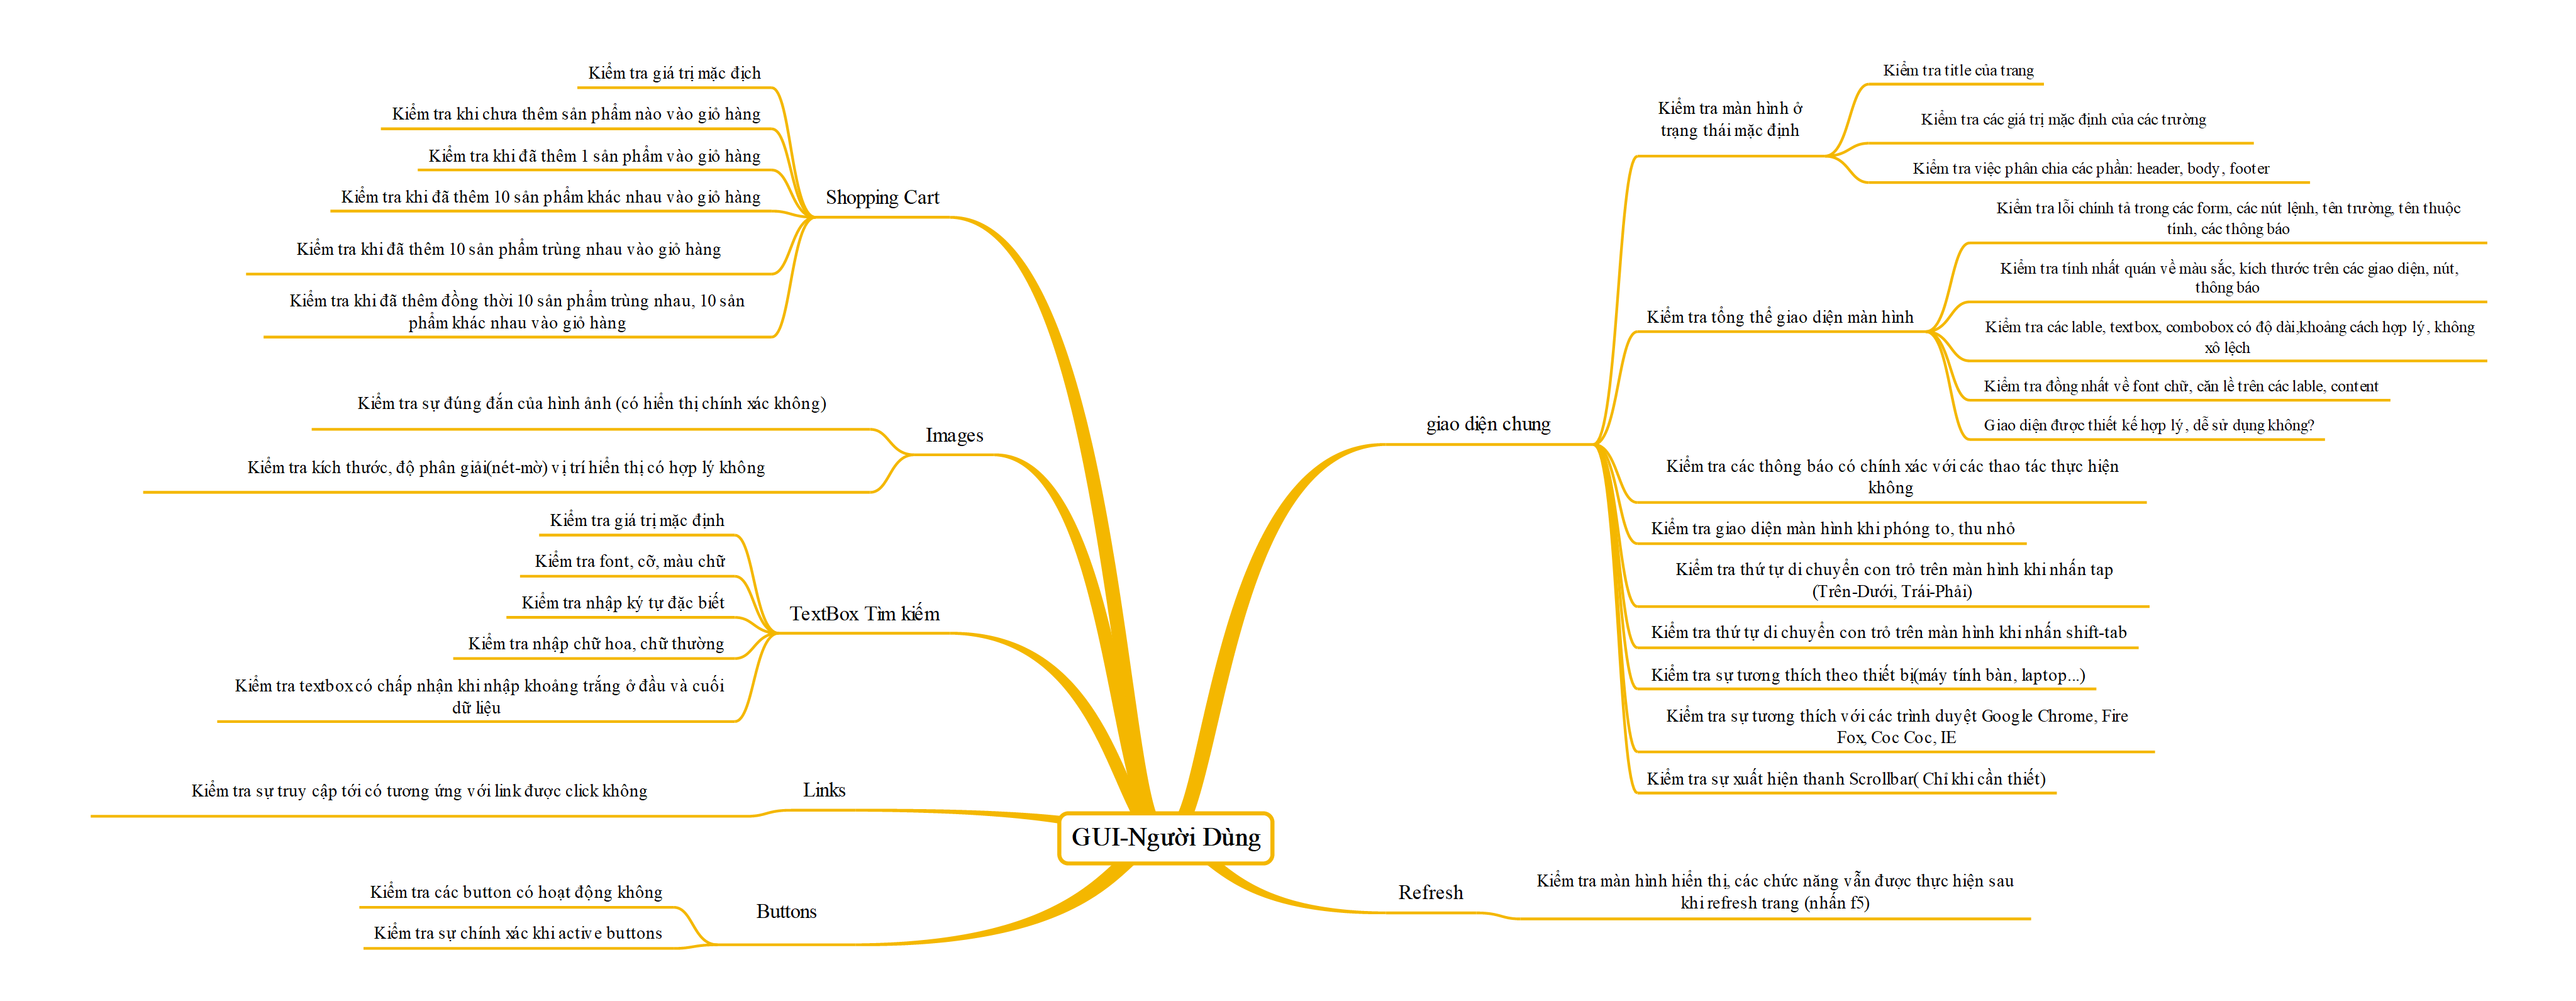 Kiểm tra giá trị mặc địch
Kiểm tra khi chưa thêm sản phẩm nào vào giỏ hàng
Kiểm tra khi đã thêm 1 sản phẩm vào giỏ hàng
Kiểm tra khi đã thêm 10 sản phẩm khác nhau vào giỏ hàng
Kiểm tra khi đã thêm 10 sản phẩm trùng nhau vào giỏ hàng
Kiểm tra khi đã thêm đồng thời 10 sản phẩm trùng nhau, 10 sản
phẩm khác nhau vào giỏ hàng
Shopping Cart
Kiểm tra sự đúng đắn của hình ảnh (có hiển thị chính xác không)
Kiểm tra kích thước, độ phân giải(nét-mờ) vị trí hiển thị có hợp lý không
Images
Kiểm tra giá trị mặc định
Kiểm tra font, cỡ, màu chữ
Kiểm tra nhập ký tự đặc biết
Kiểm tra nhập chữ hoa, chữ thường
Kiểm tra textbox có chấp nhận khi nhập khoảng trắng ở đầu và cuối
dữ liệu
TextBox Tìm kiếm
Kiểm tra sự truy cập tới có tương ứng với link được click không
Links
Kiểm tra các button có hoạt động không
Kiểm tra sự chính xác khi active buttons
Buttons
GUI-Người Dùng
giao diện chung
Kiểm tra màn hình ở
trạng thái mặc định
Kiểm tra title của trang
Kiểm tra các giá trị mặc định của các trường
Kiểm tra việc phân chia các phần: header, body, footer
Kiểm tra tổng thể giao diện màn hình
Kiểm tra lỗi chinh tả trong các form, các nút lệnh, tên trường, tên thuộc
tính, các thông báo
Kiểm tra tính nhất quán về màu sắc, kích thước trên các giao diện, nút,
thông báo
Kiểm tra các lable, textbox, combobox có độ dài,khoảng cách hợp lý, không
xô lệch
Kiểm tra đồng nhất về font chữ, căn lề trên các lable, content
Giao diện được thiết kế hợp lý, dễ sử dụng không?
Kiểm tra các thông báo có chính xác với các thao tác thực hiện
không
Kiểm tra giao diện màn hình khi phóng to, thu nhỏ
Kiểm tra thứ tự di chuyển con trỏ trên màn hình khi nhấn tap
(Trên-Dưới, Trái-Phải)
Kiểm tra thứ tự di chuyển con trỏ trên màn hình khi nhấn shift-tab
Kiểm tra sự tương thích theo thiết bị(máy tính bàn, laptop...)
Kiểm tra sự tương thích với các trình duyệt Google Chrome, Fire
Fox, Coc Coc, IE
Kiểm tra sự xuất hiện thanh Scrollbar( Chỉ khi cần thiết)
Refresh
Kiểm tra màn hình hiển thị, các chức năng vẫn được thực hiện sau
khi refresh trang (nhấn f5)